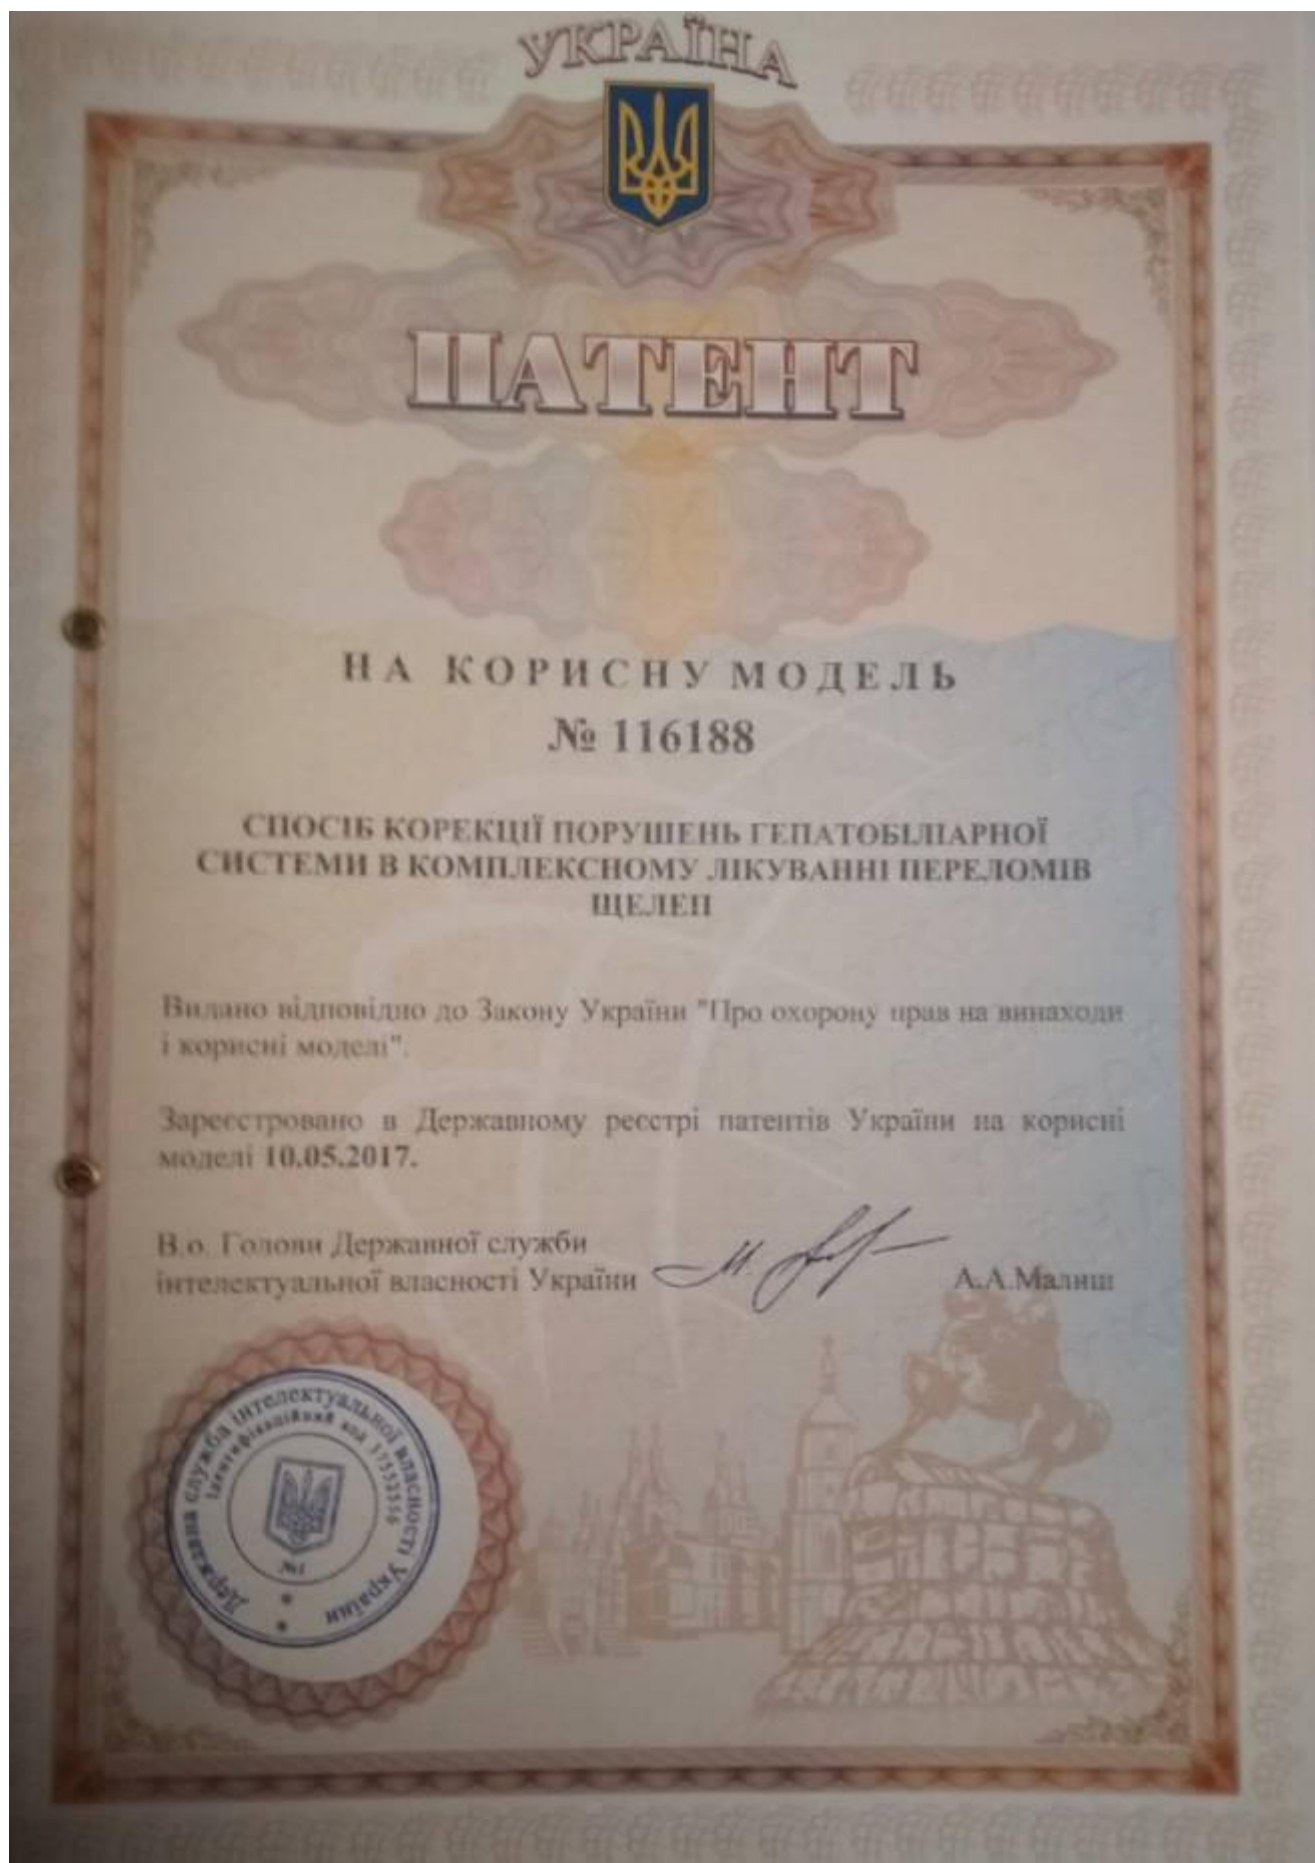 УКРАЇНА
ПАТЕНТ
НА КОРИСНУ МОДЕЛЬ
№ 116188
СПОСІБ КОРЕКЦІЇ ПОРУШЕНЬ ГЕПАТОБІЛІАРНОЇ
СИСТЕМИ В КОМПЛЕКСНОМУ ЛІКУВАННІ ПЕРЕЛОМІВ
ЩЕЛЕП
Видано відповідно до Закону України "Про охорону прав на винаходи
і корисні моделі".
Зареєстровано в Державному реєстрі патентів України на корисні
моделі 10.05.2017.
В.о. Голови Державної служби
інтелектуальної власності України
А.А.Малиш
Державна служба інтелектуальної власності України
ідентифікаційний код
№1